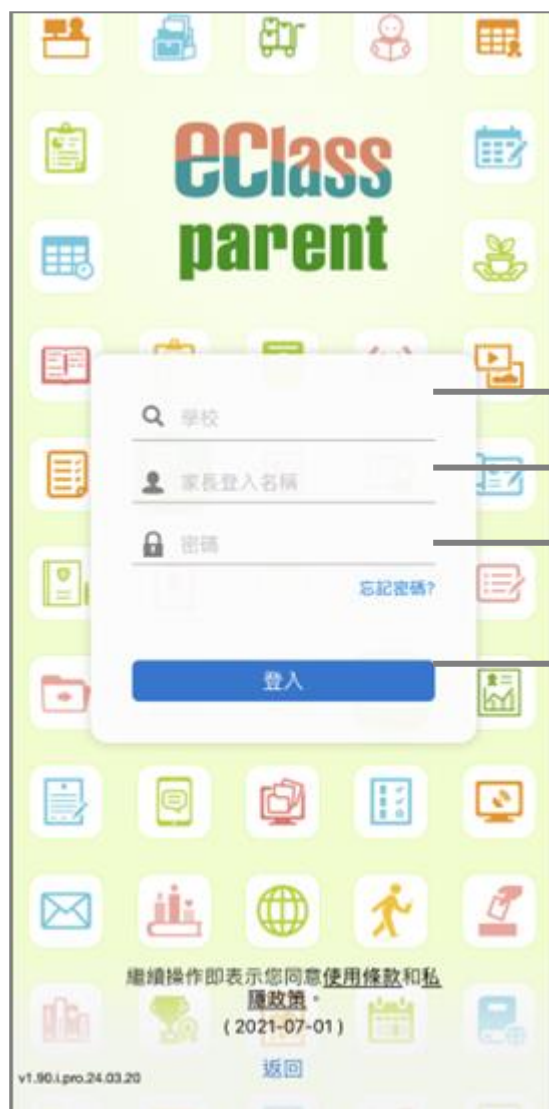 eClass
parent
學校
家長登入名稱
密碼
忘記密碼?
登入
繼續操作即表示您同意使用條款和私
隱政策。
(2021-07-01)
返回
v1.90.i.pro.24.03.20